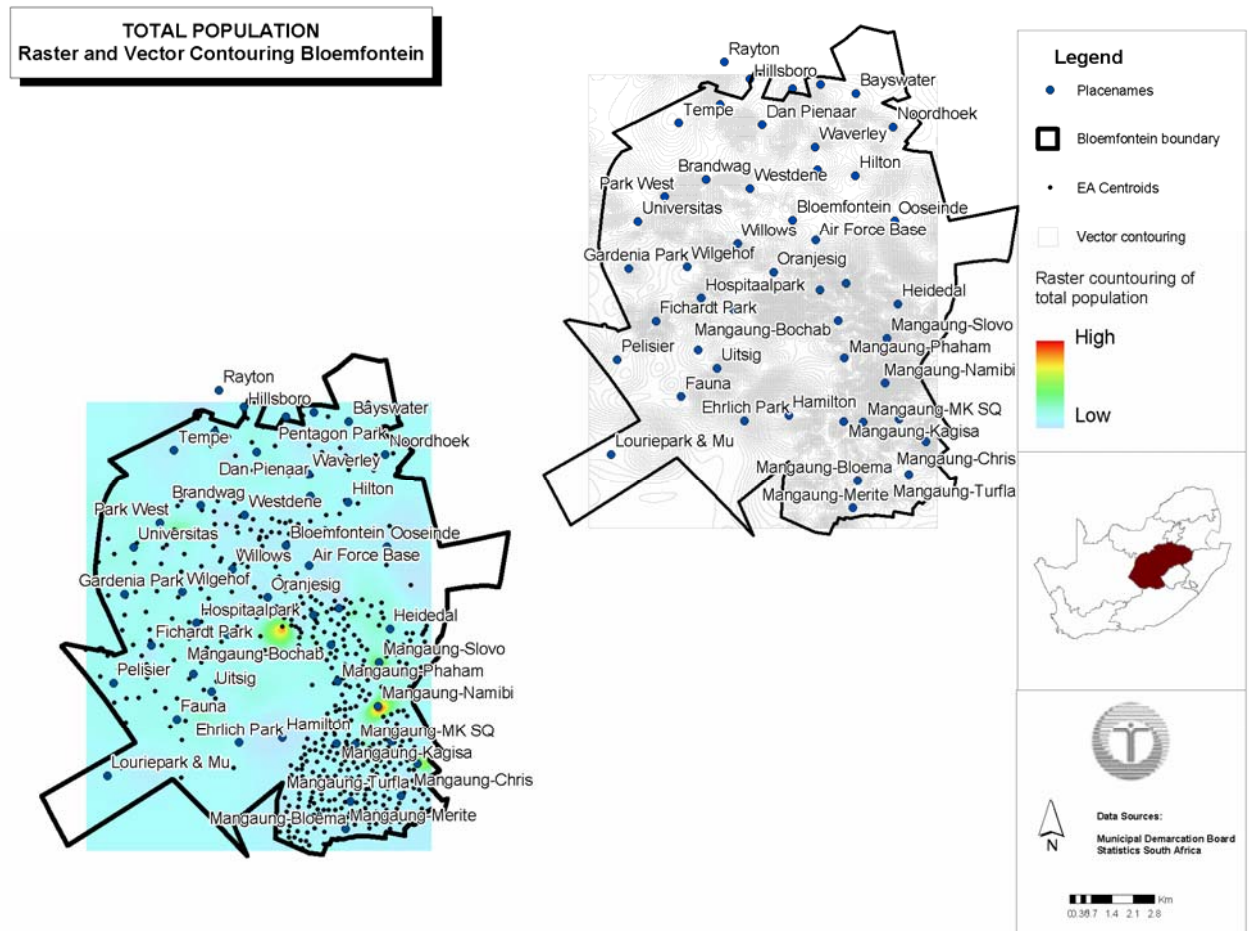 TOTAL POPULATION
Raster and Vector Contouring Bloemfontein
Rayton
Hillsboro
Bayswater
Tempe
Dan Pienaar
Noordhoek
Waverley
Brandwag
Westdene
Hilton
Park West
Universitas
Bloemfontein
Ooseinde
Willows
Air Force Base
Gardenia Park
Wilgehof
Oranjesig
Hospitaalpark
Heidedal
Fichardt Park
Mangaung-Bochab
Mangaung-Slovo
Pelisier
Uitsig
Mangaung-Phaham
Mangaung-Namibi
Fauna
Ehrlich Park
Hamilton
Mangaung-MK SQ
Mangaung-Kagisa
Louriepark & Mu
Mangaung-Bloema
Mangaung-Chris
Mangaung-Merite
Mangaung-Turfla
Rayton
Hillsboro
Bayswater
Tempe
Pentagon Park
Noordhoek
Dan Pienaar
Waverley
Brandwag
Westdene
Hilton
Park West
Universitas
Bloemfontein
Ooseinde
Willows
Air Force Base
Gardenia Park
Wilgehof
Oranjesig
Hospitaalpark
Heidedal
Fichardt Park
Mangaung-Bochab
Mangaung-Slovo
Pelisier
Uitsig
Mangaung-Phaham
Mangaung-Namibi
Fauna
Ehrlich Park
Hamilton
Mangaung-MK SQ
Mangaung-Kagisa
Louriepark & Mu
Mangaung-Turfla
Mangaung-Chris
Mangaung-Bloema
Mangaung-Merite
Legend
Placenames
Bloemfontein boundary
EA Centroids
Vector contouring
Raster countouring of
total population
High
Low
N
Data Sources:
Municipal Demarcation Board
Statistics South Africa
Km
1.4 2.1 2.8